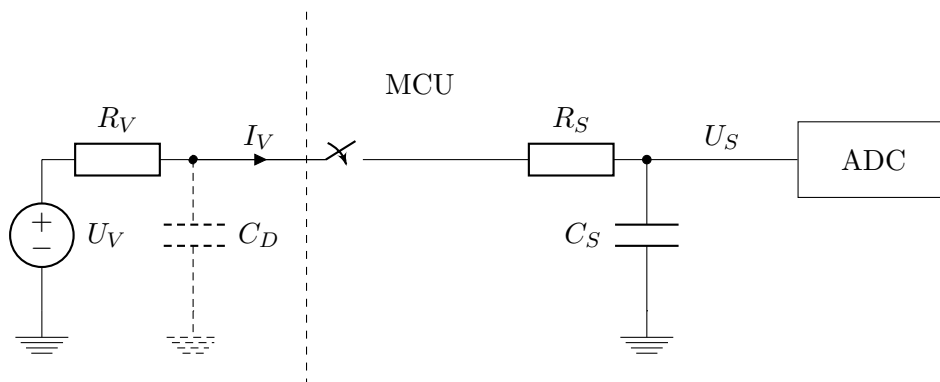 MCU
R_V
I_V
R_S
U_S
ADC
+
−
U_V
C_D
C_S